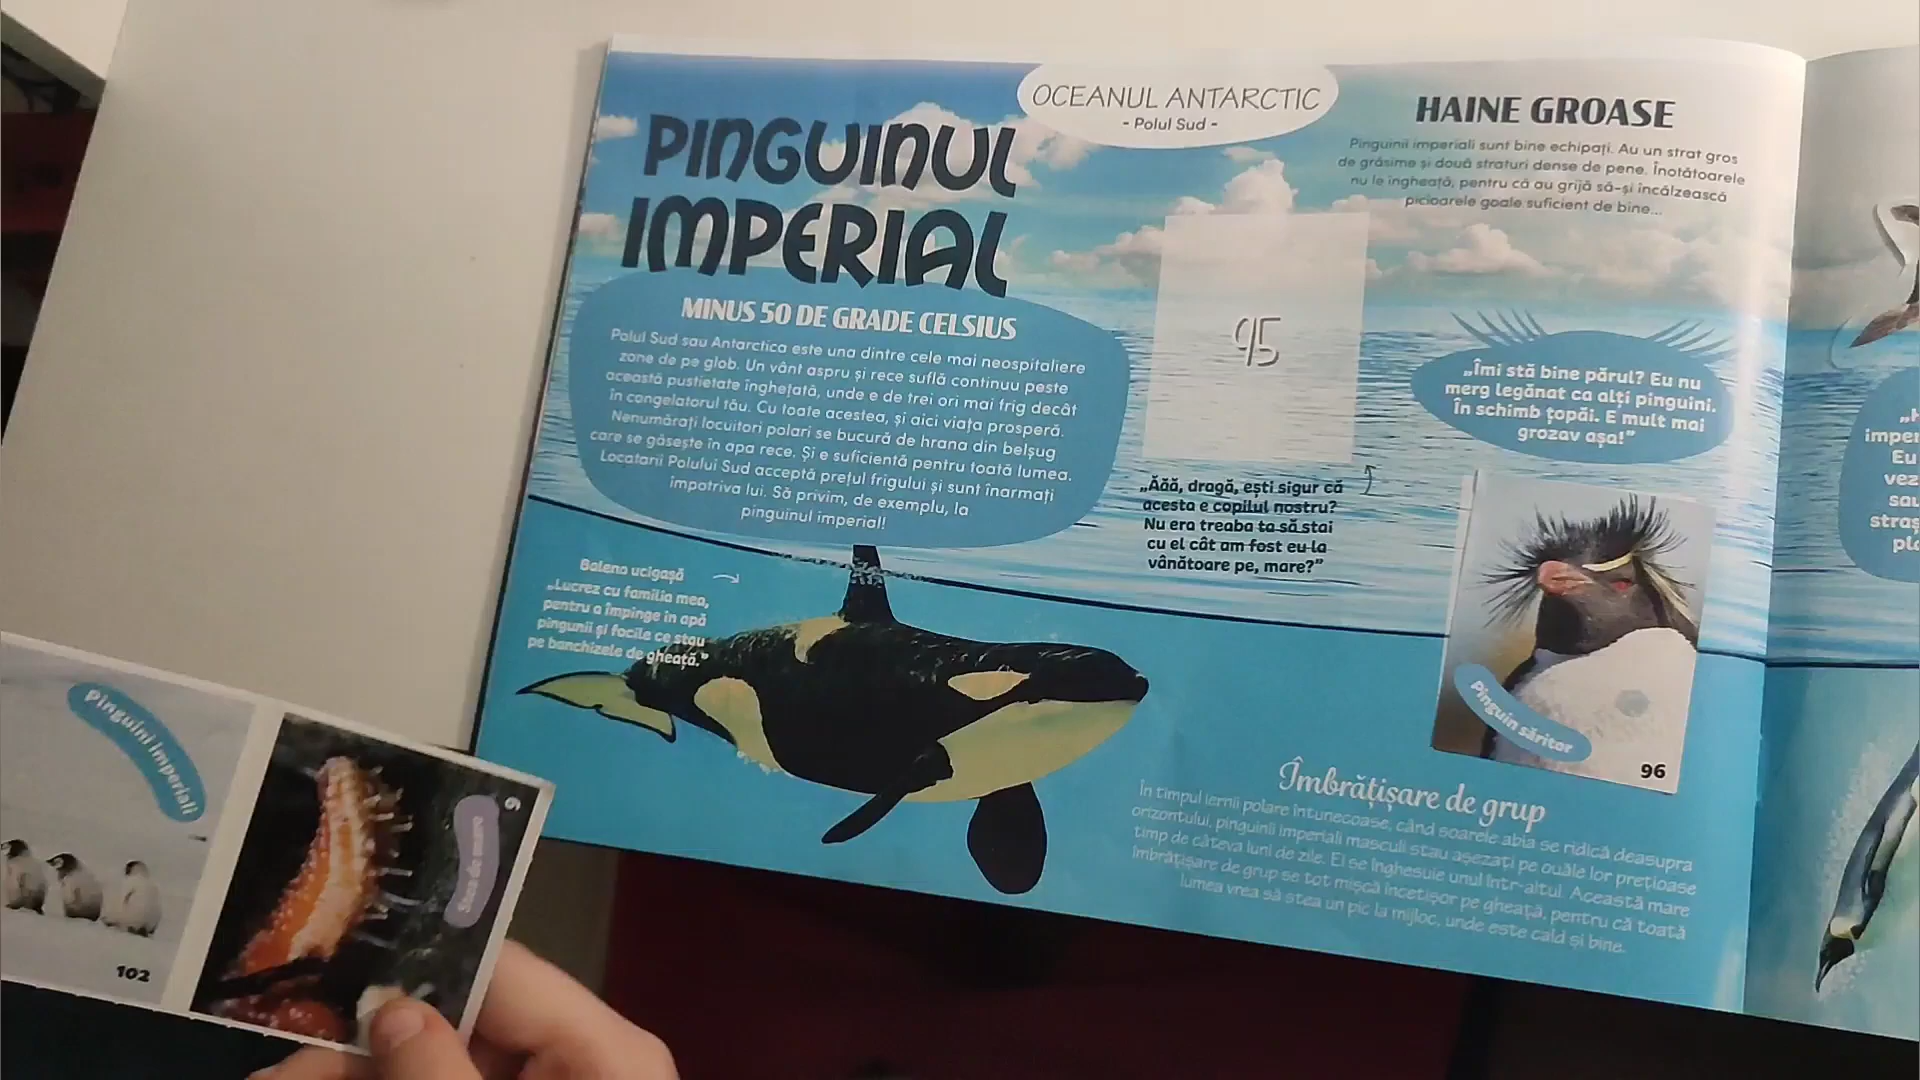 OCEANUL ANTARCTIC
- Polul Sud -
PINGUINUL
IMPERIAL
MINUS 50 DE GRADE CELSIUS
Polul Sud sau Antarctica este una dintre cele mai neospitaliere
zone de pe glob. Un vânt aspru și rece suflă continuu peste
această pustietate înghețată, unde e de trei ori mai frig decât
în congelatorul tău. Cu toate acestea, și aici viața prosperă.
Nenumărați locuitori polari se bucură de hrana din belșug
care se găsește în apa rece. Și e suficientă pentru toată lumea.
Locatarii Polului Sud acceptă prețul frigului și sunt înarmați
împotriva lui. Să privim, de exemplu, la
pinguinul imperial!
HAINE GROASE
Pinguinii imperiali sunt bine echipați. Au un strat gros
de grăsime și două straturi dense de pene. Înotătoarele
nu le îngheață, pentru că au grijă să-și încălzească
picioarele goale suficient de bine...
95
„Îmi stă bine părul? Eu nu
merg legănat ca alți pinguini.
În schimb țopăi. E mult mai
grozav așa!”
„Ăăă, dragă, ești sigur că
acesta e copilul nostru?
Nu era treaba ta să stai
cu el cât am fost eu la
vânătoare pe, mare?”
Balena ucigașă
„Lucrez cu familia mea,
pentru a împinge în apă
pingunii și focile ce stau
pe banchizele de gheață.”
Pinguin săritor
96
Îmbrățișare de grup
În timpul iernii polare întunecoase, când soarele abia se ridică deasupra
orizontului, pinguinii imperiali masculi stau așezați pe ouăle lor prețioase
timp de câteva luni de zile. Ei se înghesuie unul într-altul. Această mare
îmbrățișare de grup se tot mișcă încetișor pe gheață, pentru că toată
lumea vrea să stea un pic la mijloc, unde este cald și bine.
Pinguini imperiali
102
Stea de mare
imper
Eu
vez
sau
straș